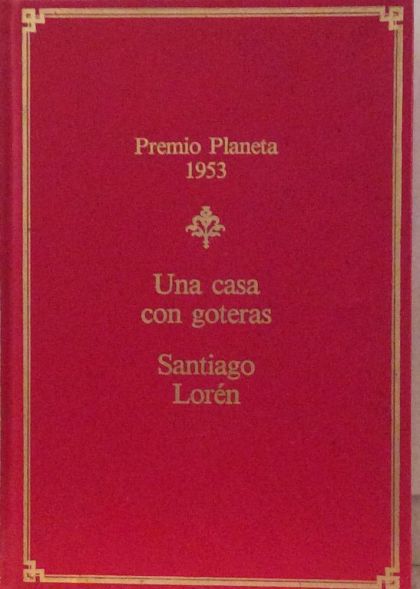 Premio Planeta
1953
Una casa
con goteras
Santiago
Lorén